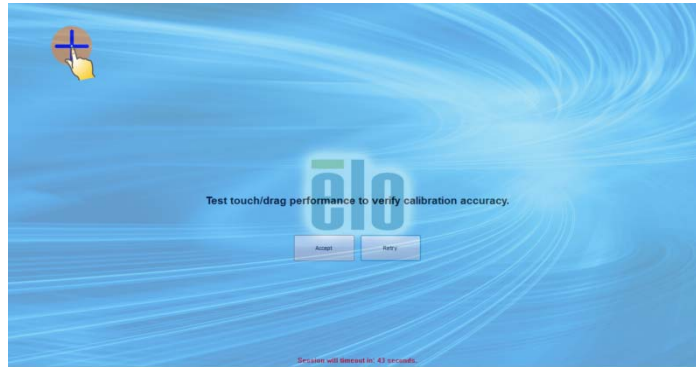 elo
Test touch/drag performance to verify calibration accuracy.
Accept
Retry
Session will timeout in: 43 seconds.